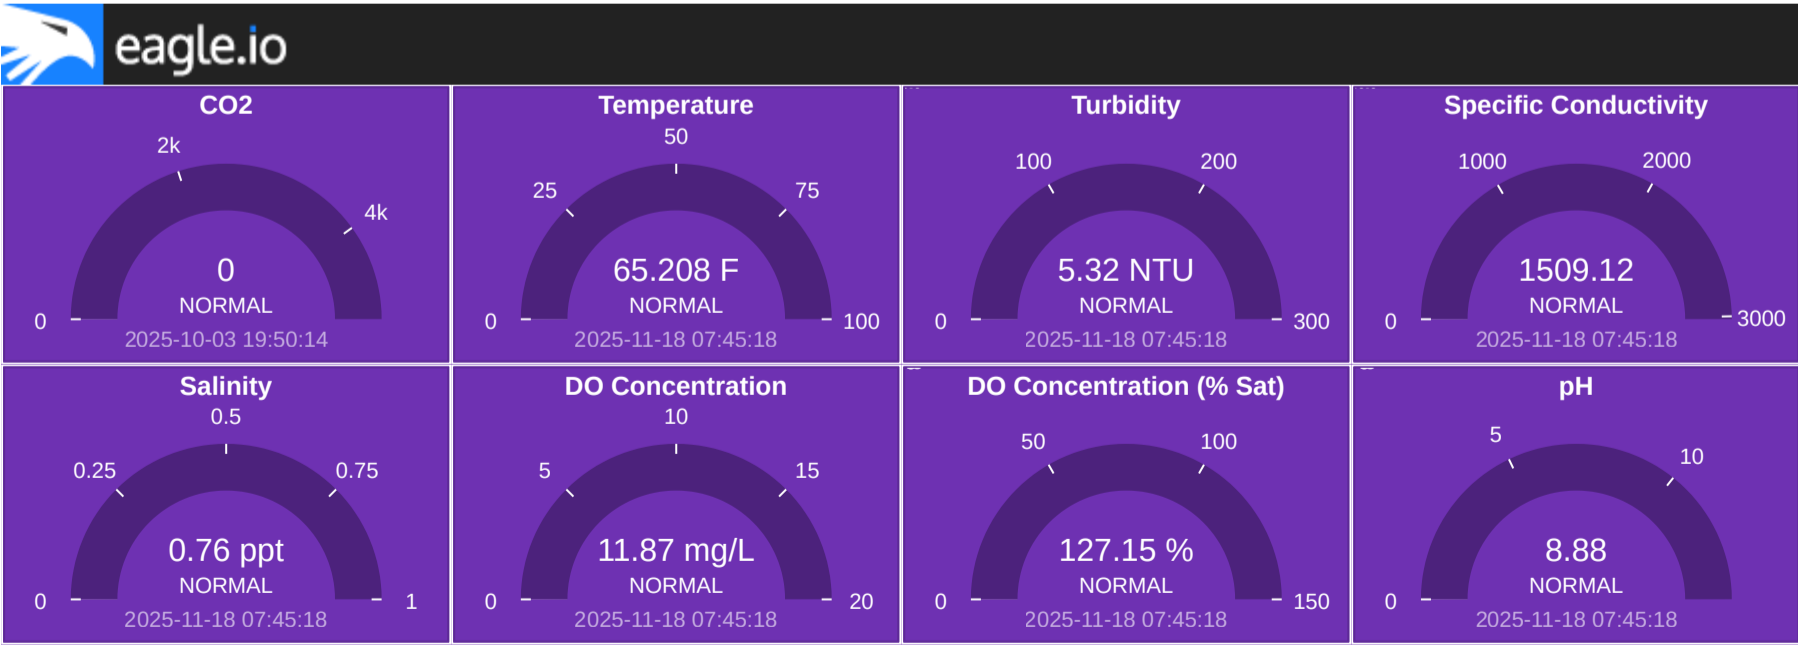 eagle.io
CO2
2k
4k
0
NORMAL
0
2025-10-03 19:50:14
Temperature
50
25
75
65.208 F
NORMAL
0
100
2025-11-18 07:45:18
Turbidity
100
200
5.32 NTU
NORMAL
0
300
2025-11-18 07:45:18
Specific Conductivity
1000
2000
1509.12
NORMAL
0
3000
2025-11-18 07:45:18
Salinity
0.5
0.25
0.75
0.76 ppt
NORMAL
0
1
2025-11-18 07:45:18
DO Concentration
10
5
15
11.87 mg/L
NORMAL
0
20
2025-11-18 07:45:18
DO Concentration (% Sat)
50
100
127.15 %
NORMAL
0
150
2025-11-18 07:45:18
pH
5
10
8.88
NORMAL
0
2025-11-18 07:45:18